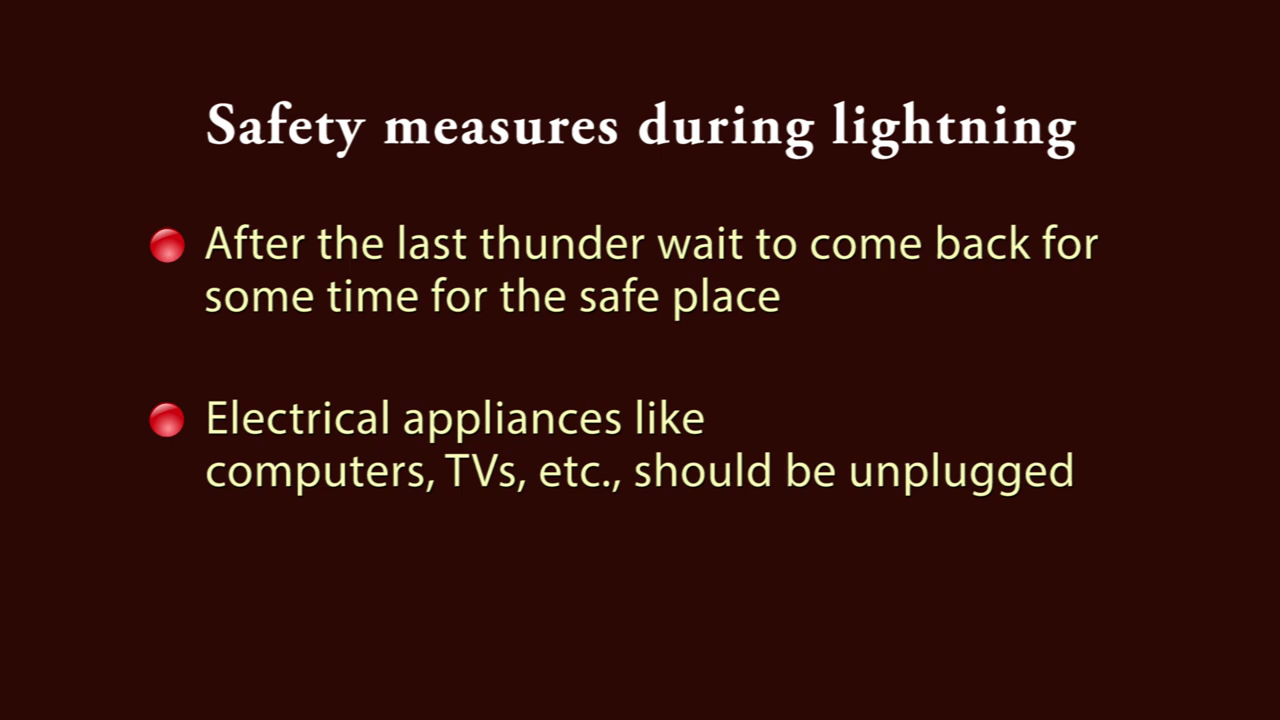 Safety measures during lightning
After the last thunder wait to come back for
some time for the safe place
Electrical appliances like
computers, TVs, etc., should be unplugged